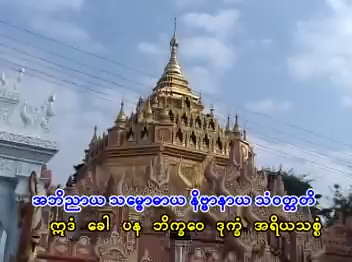 အဘိညာယ သမ္ဗောဓာယ နိဗ္ဗာနာယ သံဝတ္တတိ
ဣဒံ ခေါ ပန ဘိက္ခဝေ ဒုက္ခံ အရိယသစ္စံ